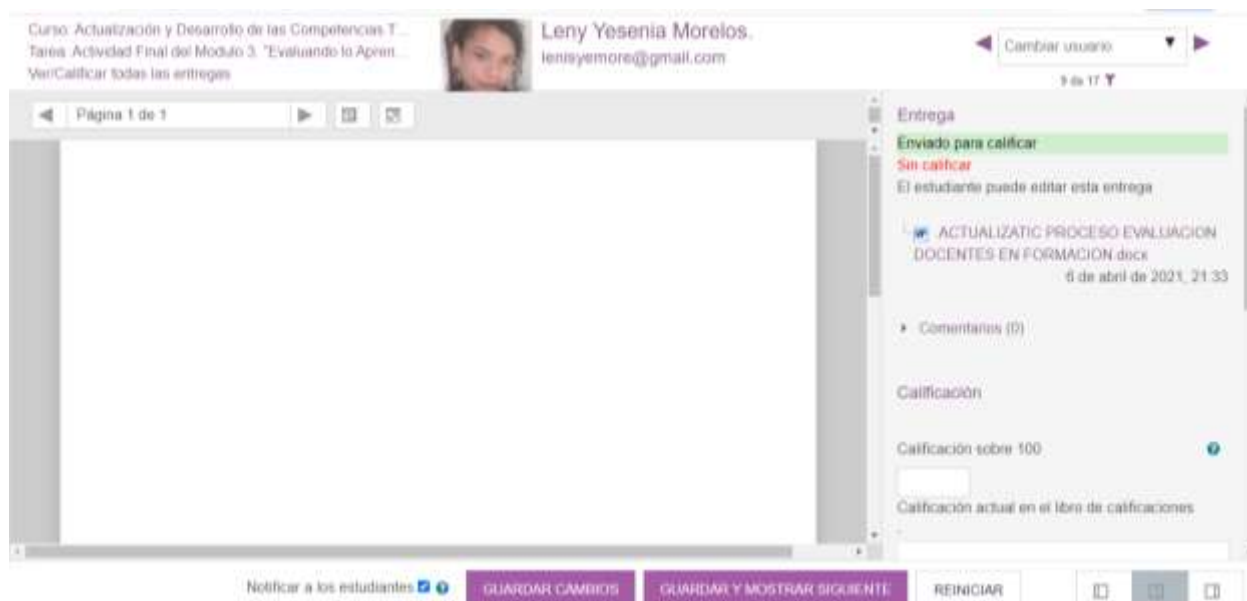 Curso: Actualización y Desarrollo de las Competencias T...
Tarea: Actividad Final del Modulo 3. "Evaluando lo Apren...
Ver/Calificar todas las entregas
Leny Yesenia Morelos.
lenisyemore@gmail.com
Cambiar usuario
9 de 17
Página 1 de 1
Entrega
Enviado para calificar
Sin calificar
El estudiante puede editar esta entrega
ACTUALIZATIC PROCESO EVALUACION
DOCENTES EN FORMACION.docx
6 de abril de 2021, 21:33
Comentarios (0)
Calificación
Calificación sobre 100
Calificación actual en el libro de calificaciones
-
Notificar a los estudiantes
GUARDAR CAMBIOS
GUARDAR Y MOSTRAR SIGUIENTE
REINICIAR